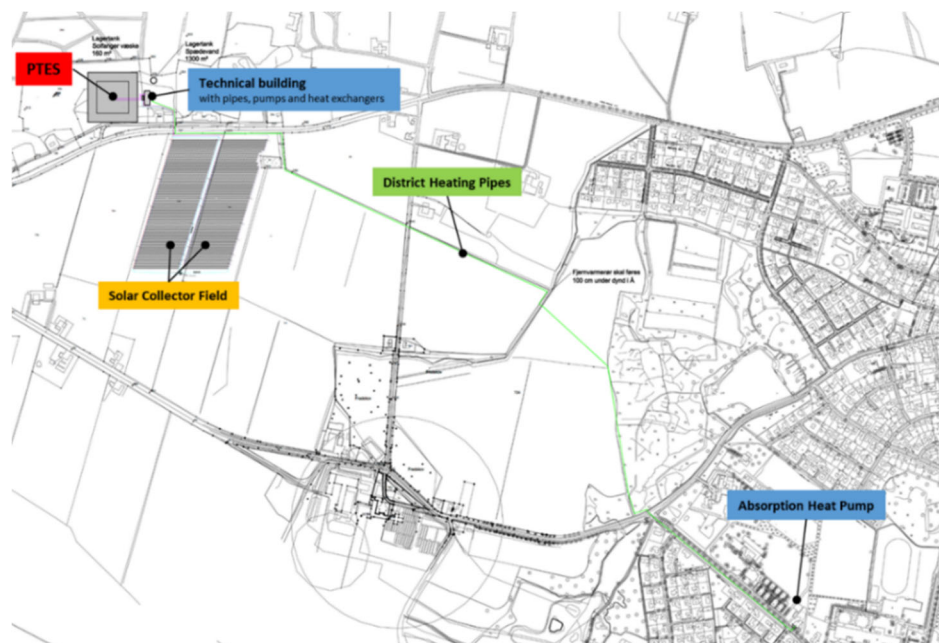 Lagertank
Solfanger væske
160 m³
Lagertank
Spædevand
1300 m³
PTES
Technical building
with pipes, pumps and heat exchangers
District Heating Pipes
Fjernvarmerør skal føres
100 cm under dynd i Å
Solar Collector Field
Absorption Heat Pump